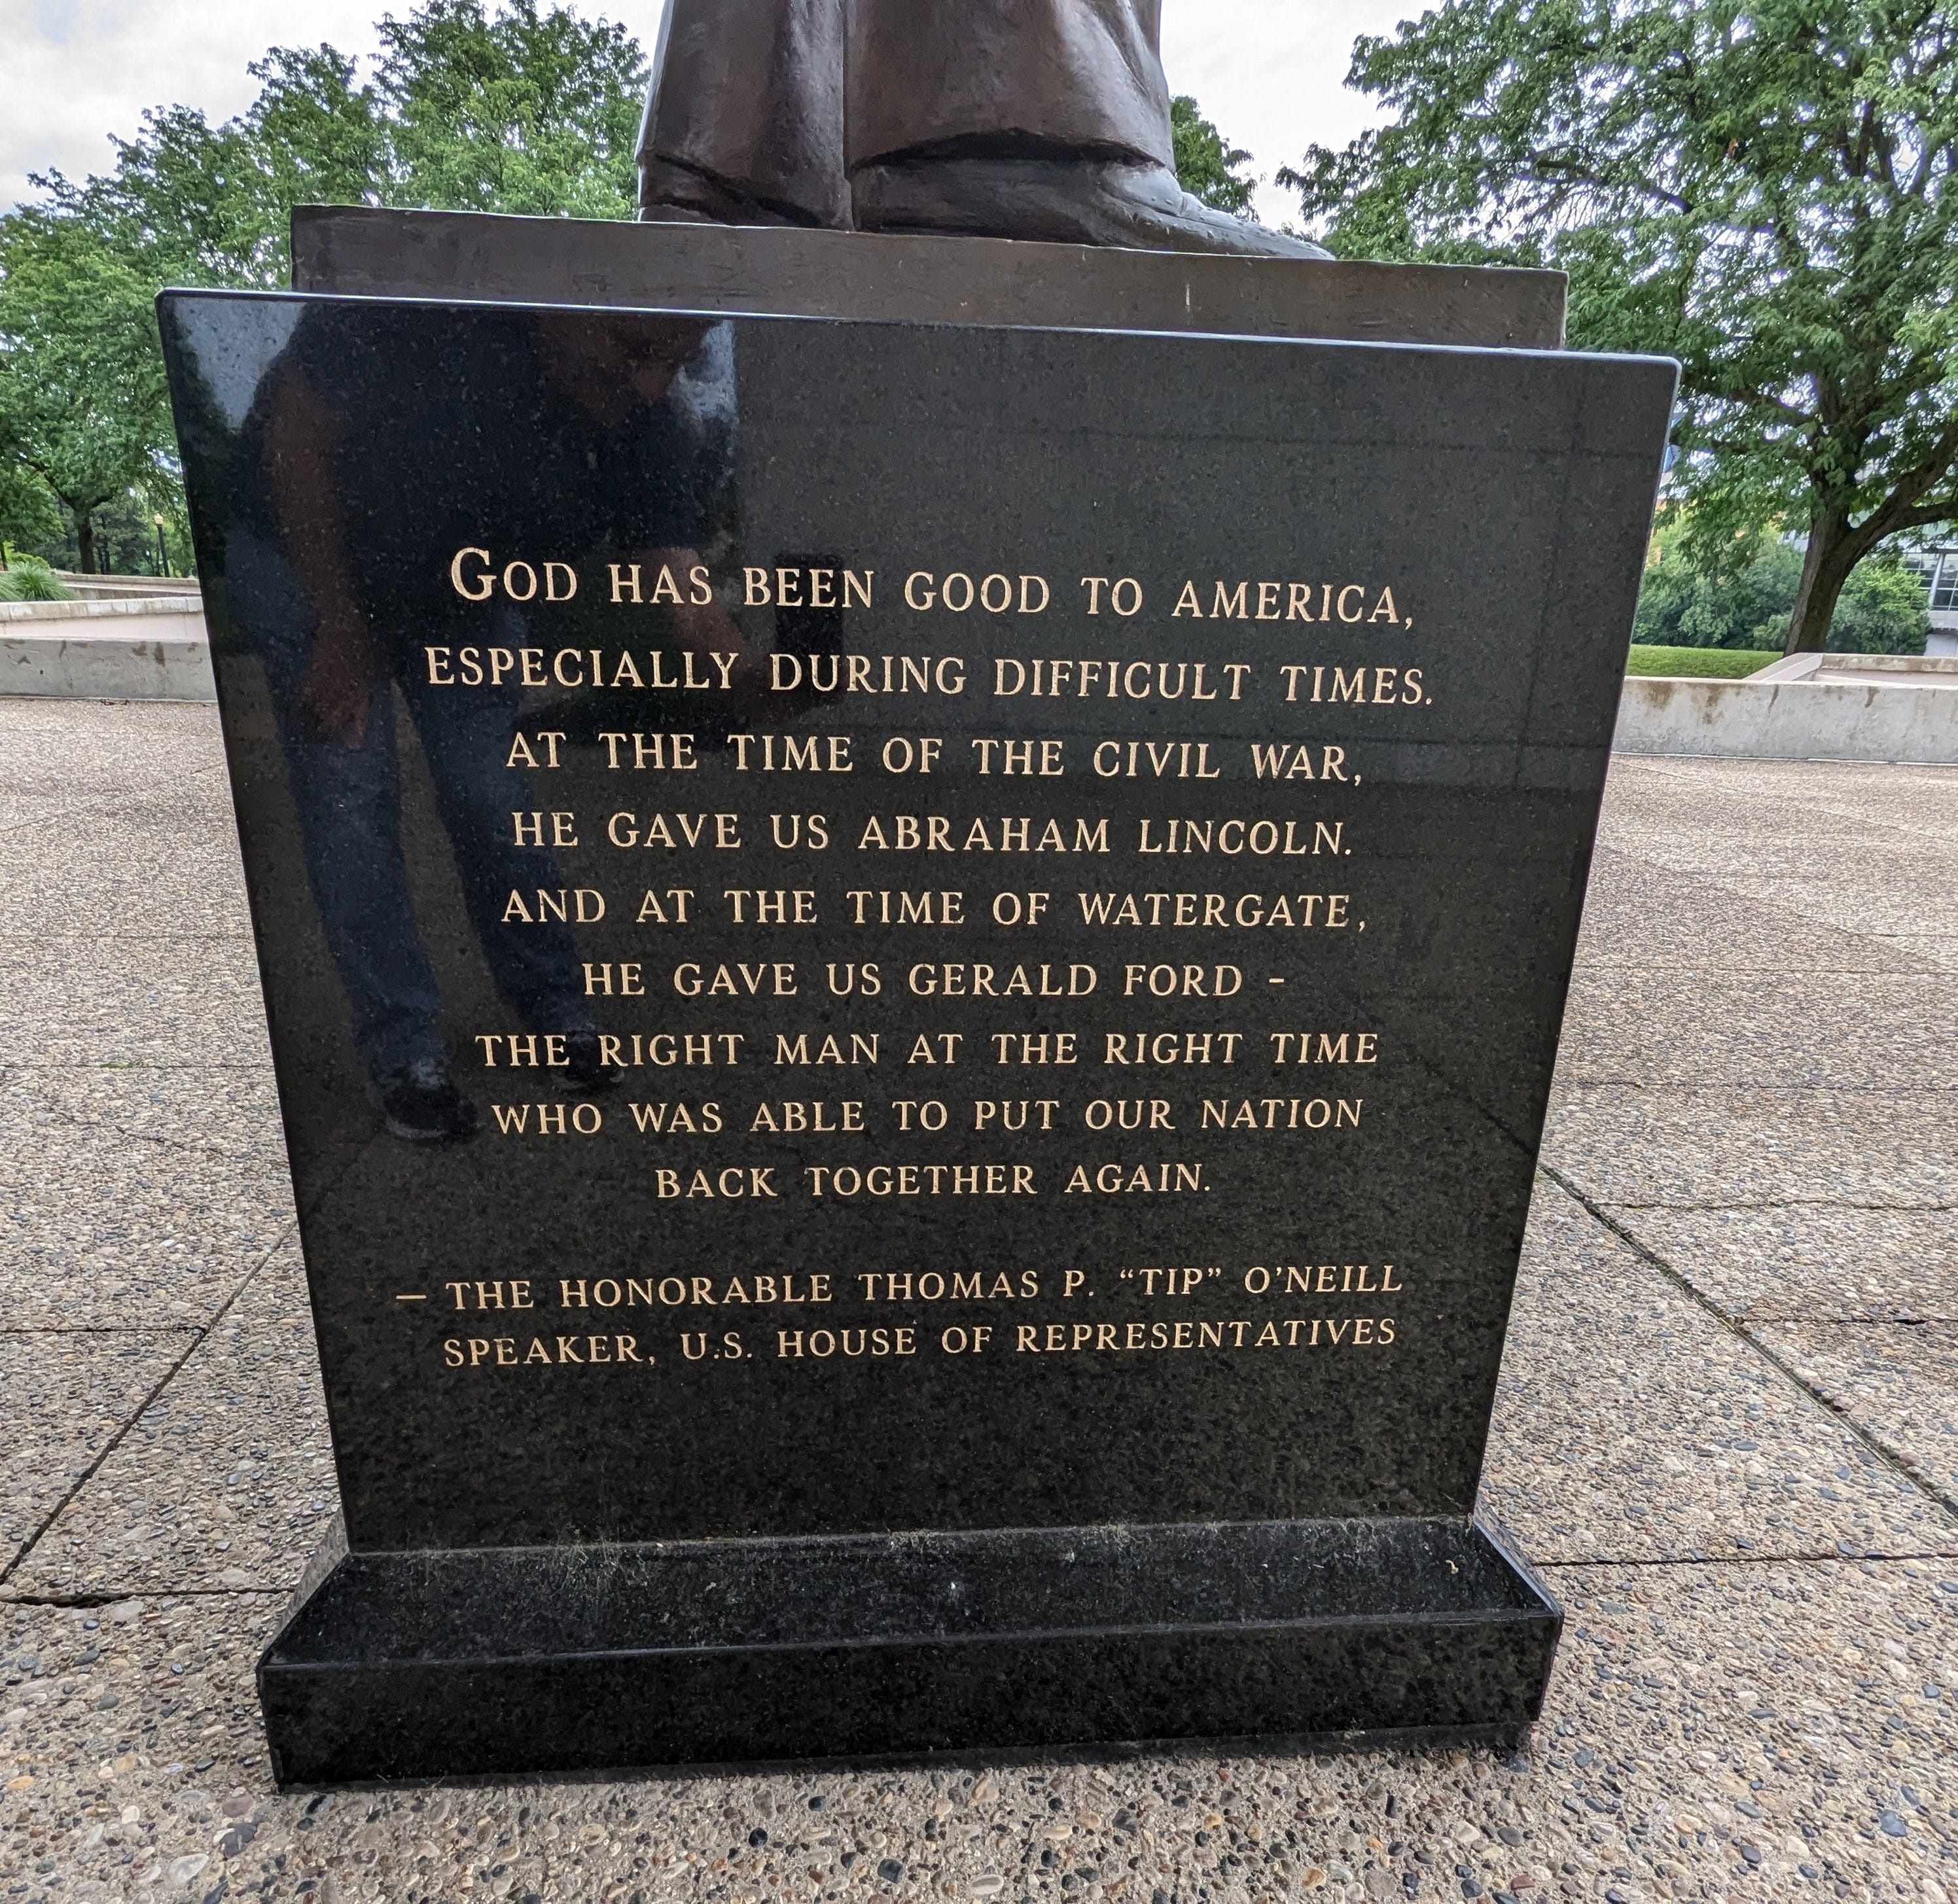 GOD HAS BEEN GOOD TO AMERICA,
ESPECIALLY DURING DIFFICULT TIMES.
AT THE TIME OF THE CIVIL WAR,
HE GAVE US ABRAHAM LINCOLN.
AND AT THE TIME OF WATERGATE,
HE GAVE US GERALD FORD -
THE RIGHT MAN AT THE RIGHT TIME
WHO WAS ABLE TO PUT OUR NATION
BACK TOGETHER AGAIN.
— THE HONORABLE THOMAS P. “TIP” O'NEILL
SPEAKER, U.S. HOUSE OF REPRESENTATIVES